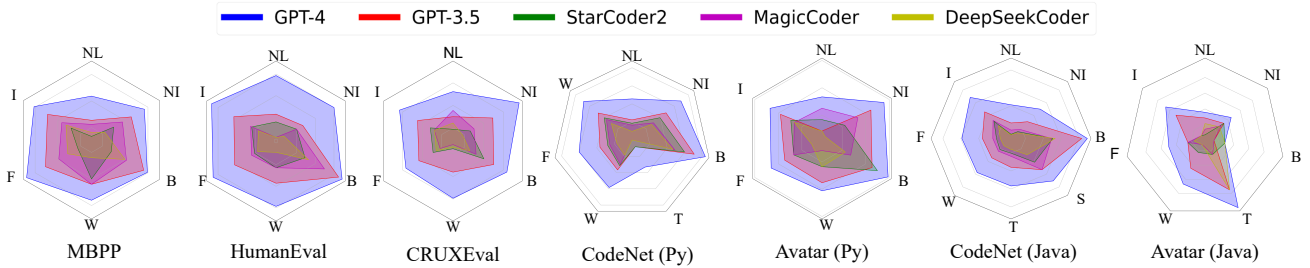 GPT-4 GPT-3.5 StarCoder2 MagicCoder DeepSeekCoder
NL
I NI
F B
W
MBPP
NL
I NI
F B
W
HumanEval
NL
I NI
F B
W
CRUXEval
NL
W NI
F B
W T
CodeNet (Py)
NL
I NI
F B
W
Avatar (Py)
NL
I NI
F B
W S
T
CodeNet (Java)
NL
I NI
F B
W T
Avatar (Java)